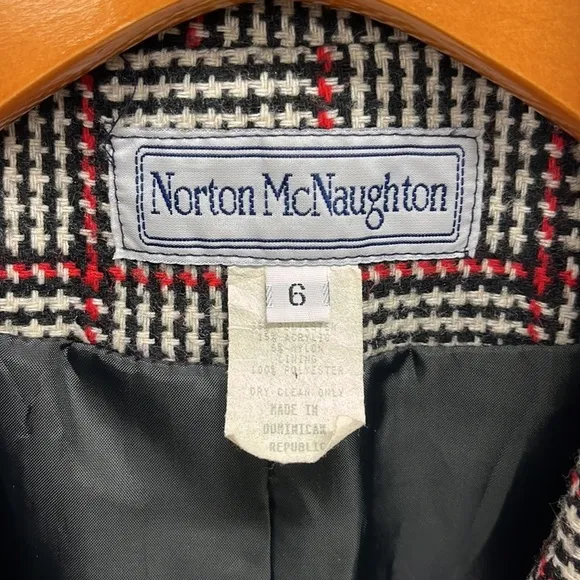 Norton McNaughton
6
15% ACRYLIC
5% NYLON
LINING
100% POLYESTER
DRY CLEAN ONLY
MADE IN
DOMINICAN
REPUBLIC